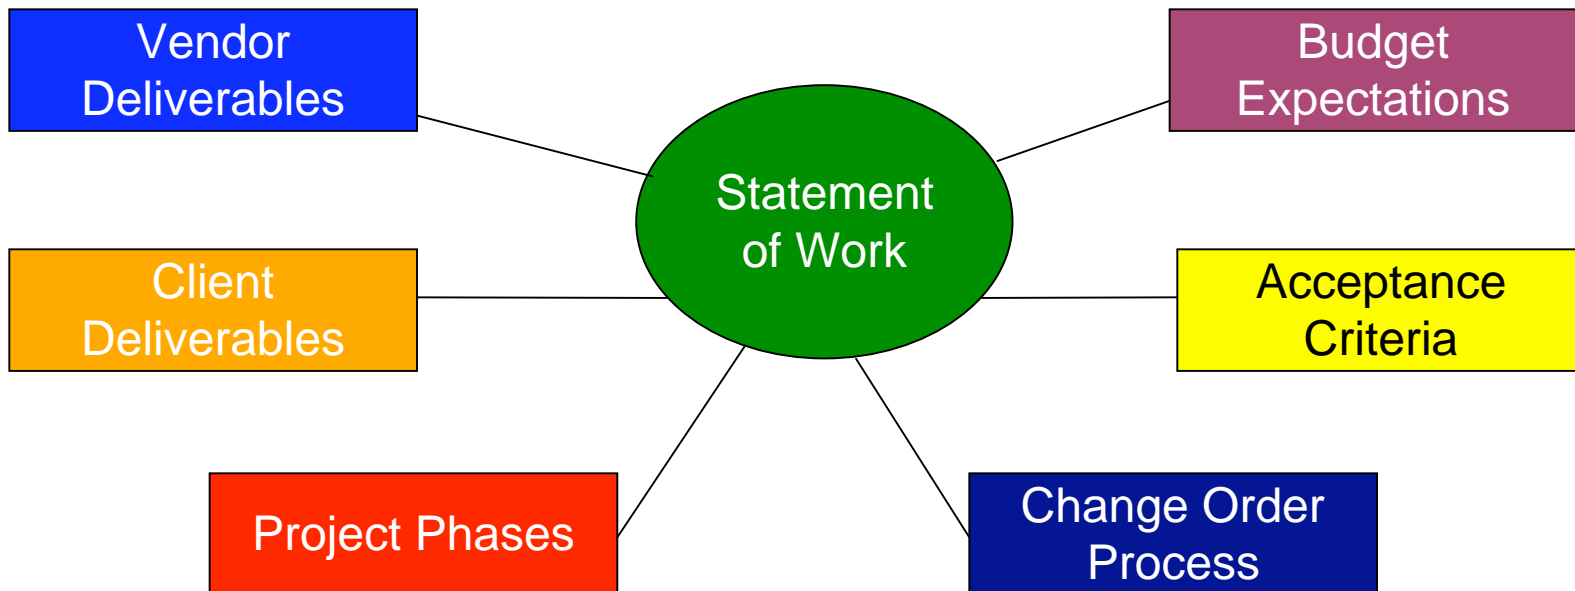 Vendor
Deliverables
Budget
Expectations
Statement
of Work
Client
Deliverables
Acceptance
Criteria
Project Phases
Change Order
Process